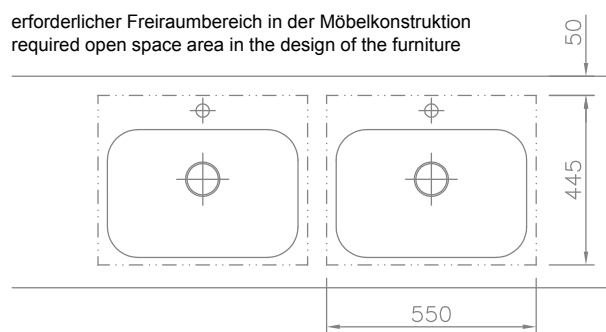 erforderlicher Freiraumbereich in der Möbelkonstruktion
required open space area in the design of the furniture
50
445
550